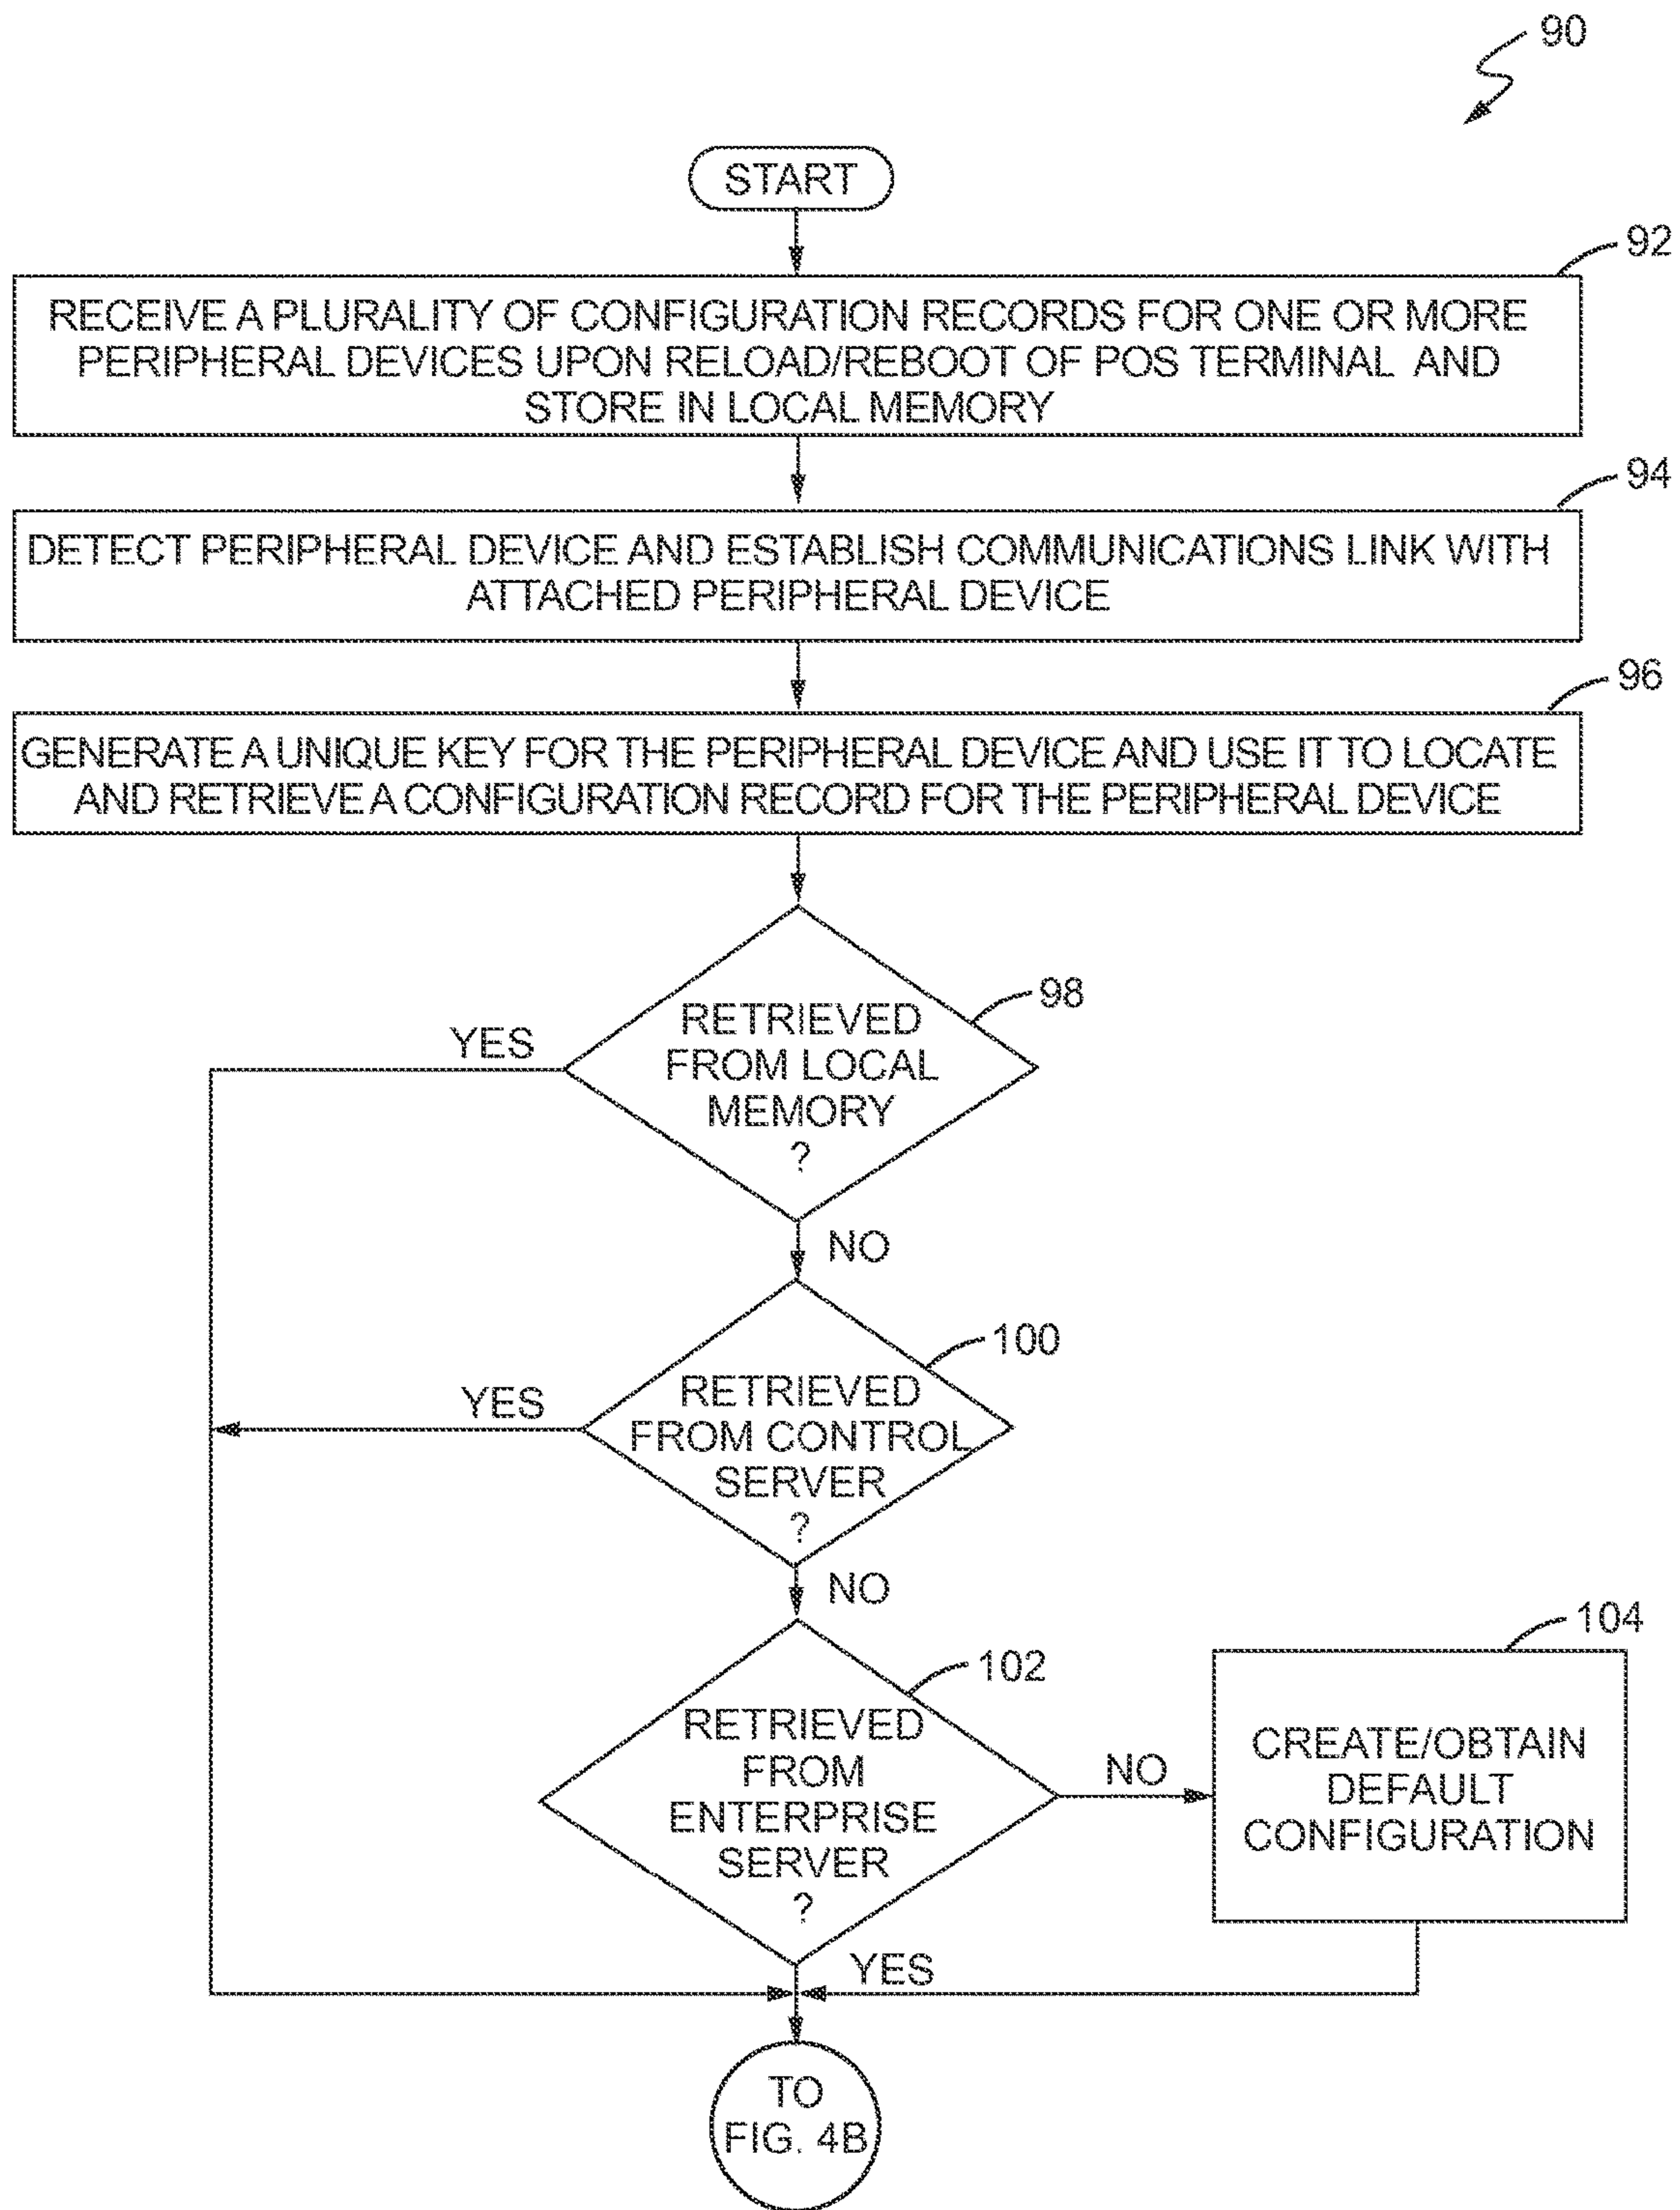 90
START
92
RECEIVE A PLURALITY OF CONFIGURATION RECORDS FOR ONE OR MORE
PERIPHERAL DEVICES UPON RELOAD/REBOOT OF POS TERMINAL AND
STORE IN LOCAL MEMORY
94
DETECT PERIPHERAL DEVICE AND ESTABLISH COMMUNICATIONS LINK WITH
ATTACHED PERIPHERAL DEVICE
96
GENERATE A UNIQUE KEY FOR THE PERIPHERAL DEVICE AND USE IT TO LOCATE
AND RETRIEVE A CONFIGURATION RECORD FOR THE PERIPHERAL DEVICE
98
YES
RETRIEVED
FROM LOCAL
MEMORY
?
NO
100
YES
RETRIEVED
FROM CONTROL
SERVER
?
NO
102
RETRIEVED
FROM
ENTERPRISE
SERVER
?
NO
104
CREATE/OBTAIN
DEFAULT
CONFIGURATION
YES
TO
FIG. 4B